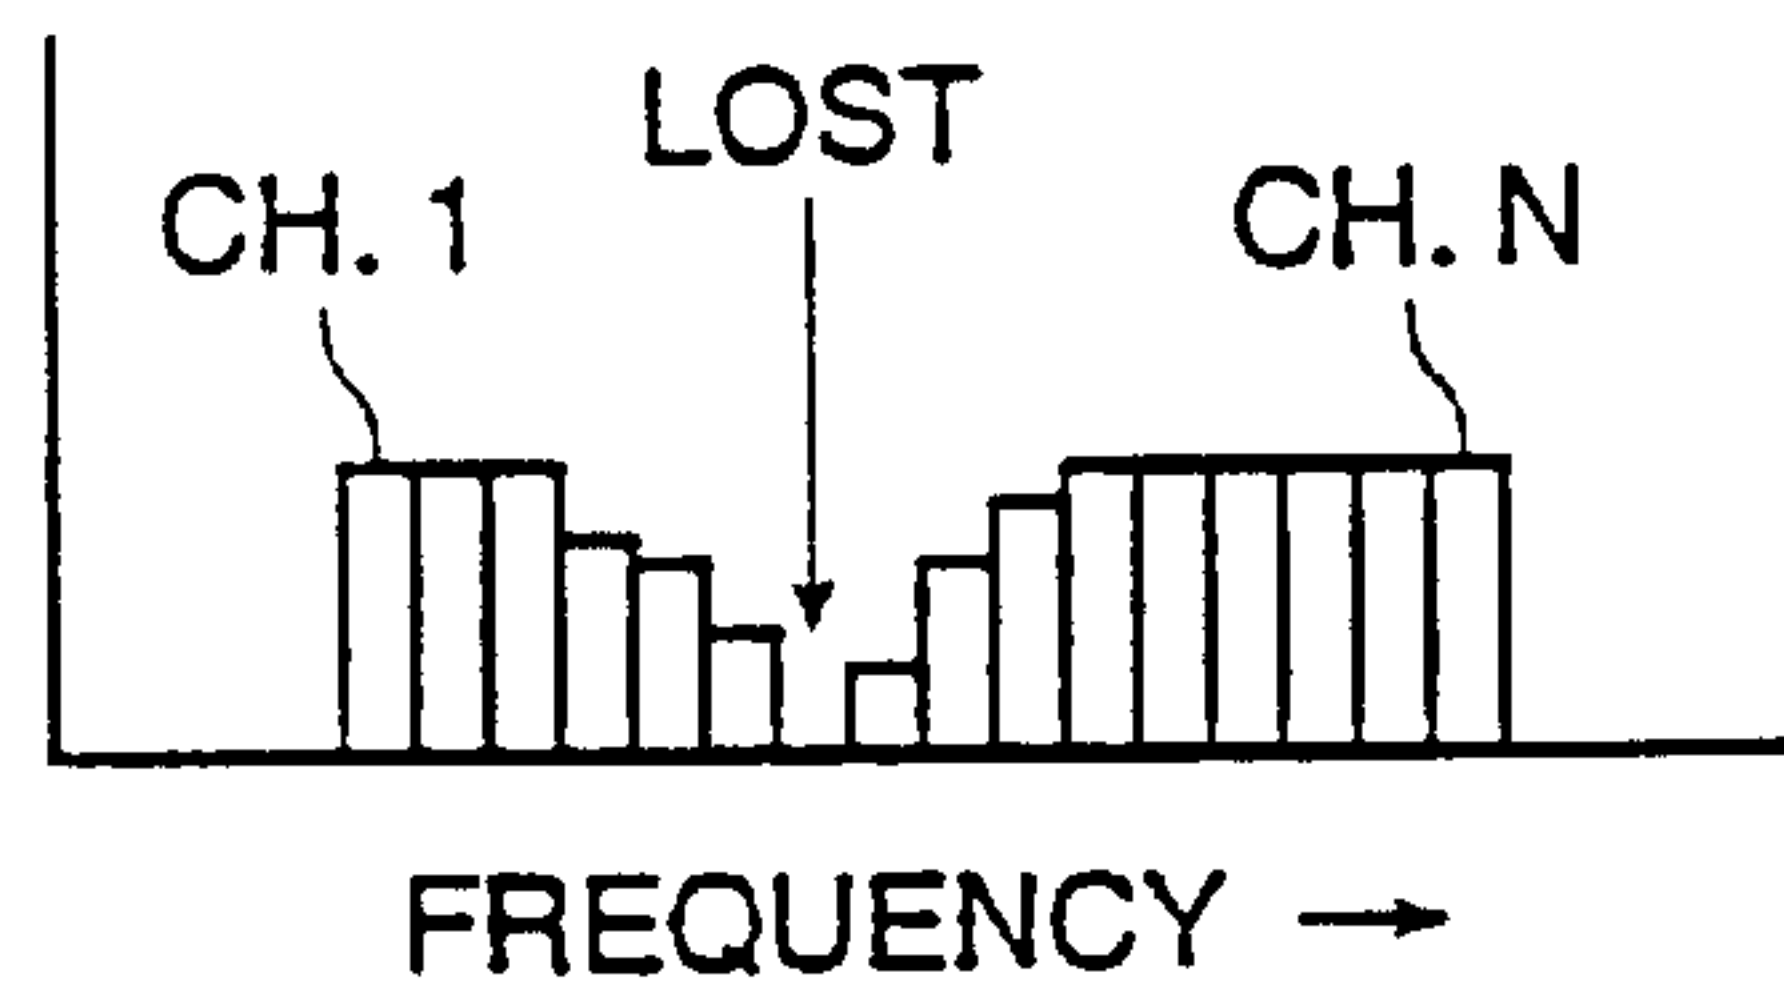 LOST
CH. 1
CH. N
FREQUENCY →